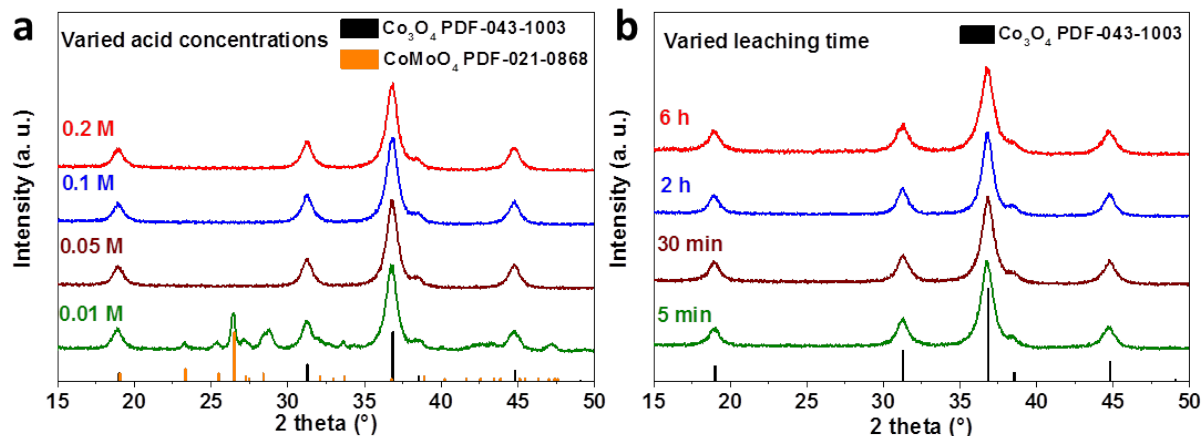 a
Varied acid concentrations
Co₃O₄ PDF-043-1003
CoMoO₄ PDF-021-0868
0.2 M
0.1 M
0.05 M
0.01 M
Intensity (a. u.)
15 20 25 30 35 40 45 50
2 theta (°)
b
Varied leaching time
Co₃O₄ PDF-043-1003
6 h
2 h
30 min
5 min
Intensity (a. u.)
15 20 25 30 35 40 45 50
2 theta (°)